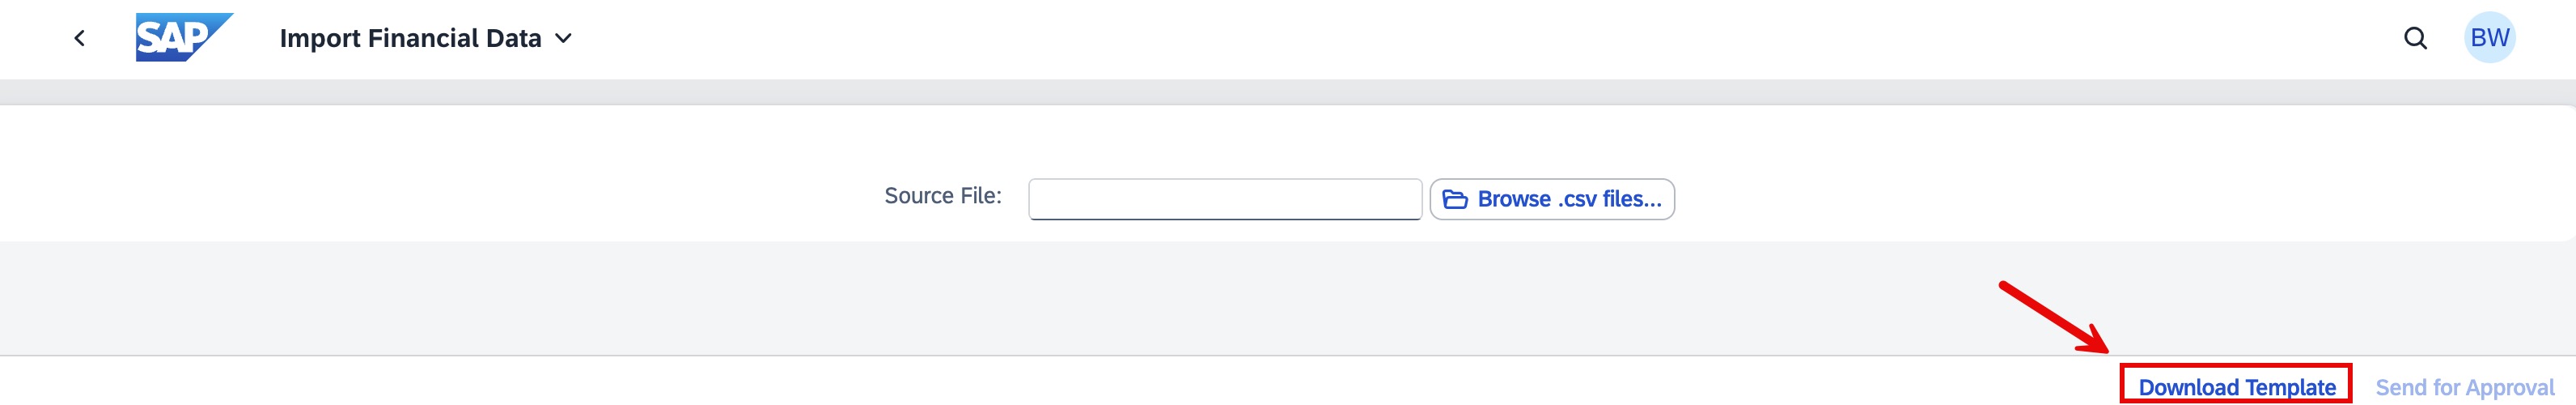 SAP Import Financial Data BW
Source File: Browse .csv files...
Download Template Send for Approval